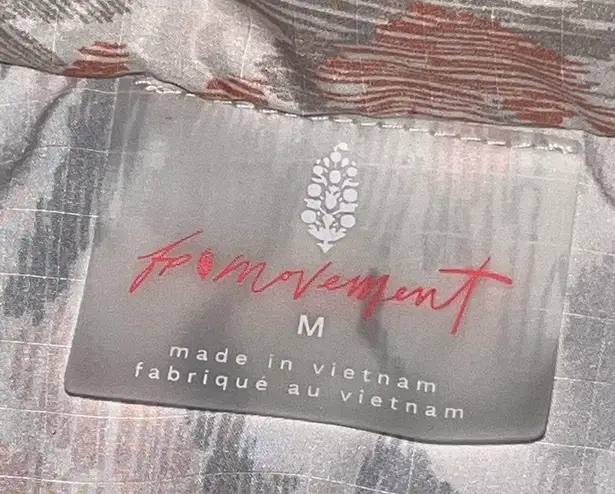 fp movement
M
made in vietnam
fabriqué au vietnam